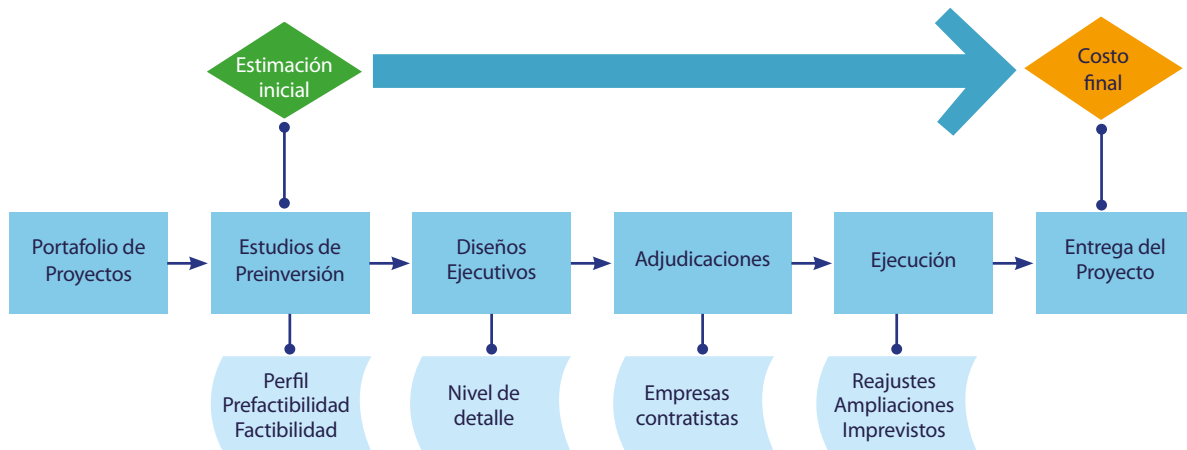 Estimación
inicial
Costo
final
Portafolio de
Proyectos
Estudios de
Preinversión
Diseños
Ejecutivos
Adjudicaciones
Ejecución
Entrega del
Proyecto
Perfil
Prefactibilidad
Factibilidad
Nivel de
detalle
Empresas
contratistas
Reajustes
Ampliaciones
Imprevistos